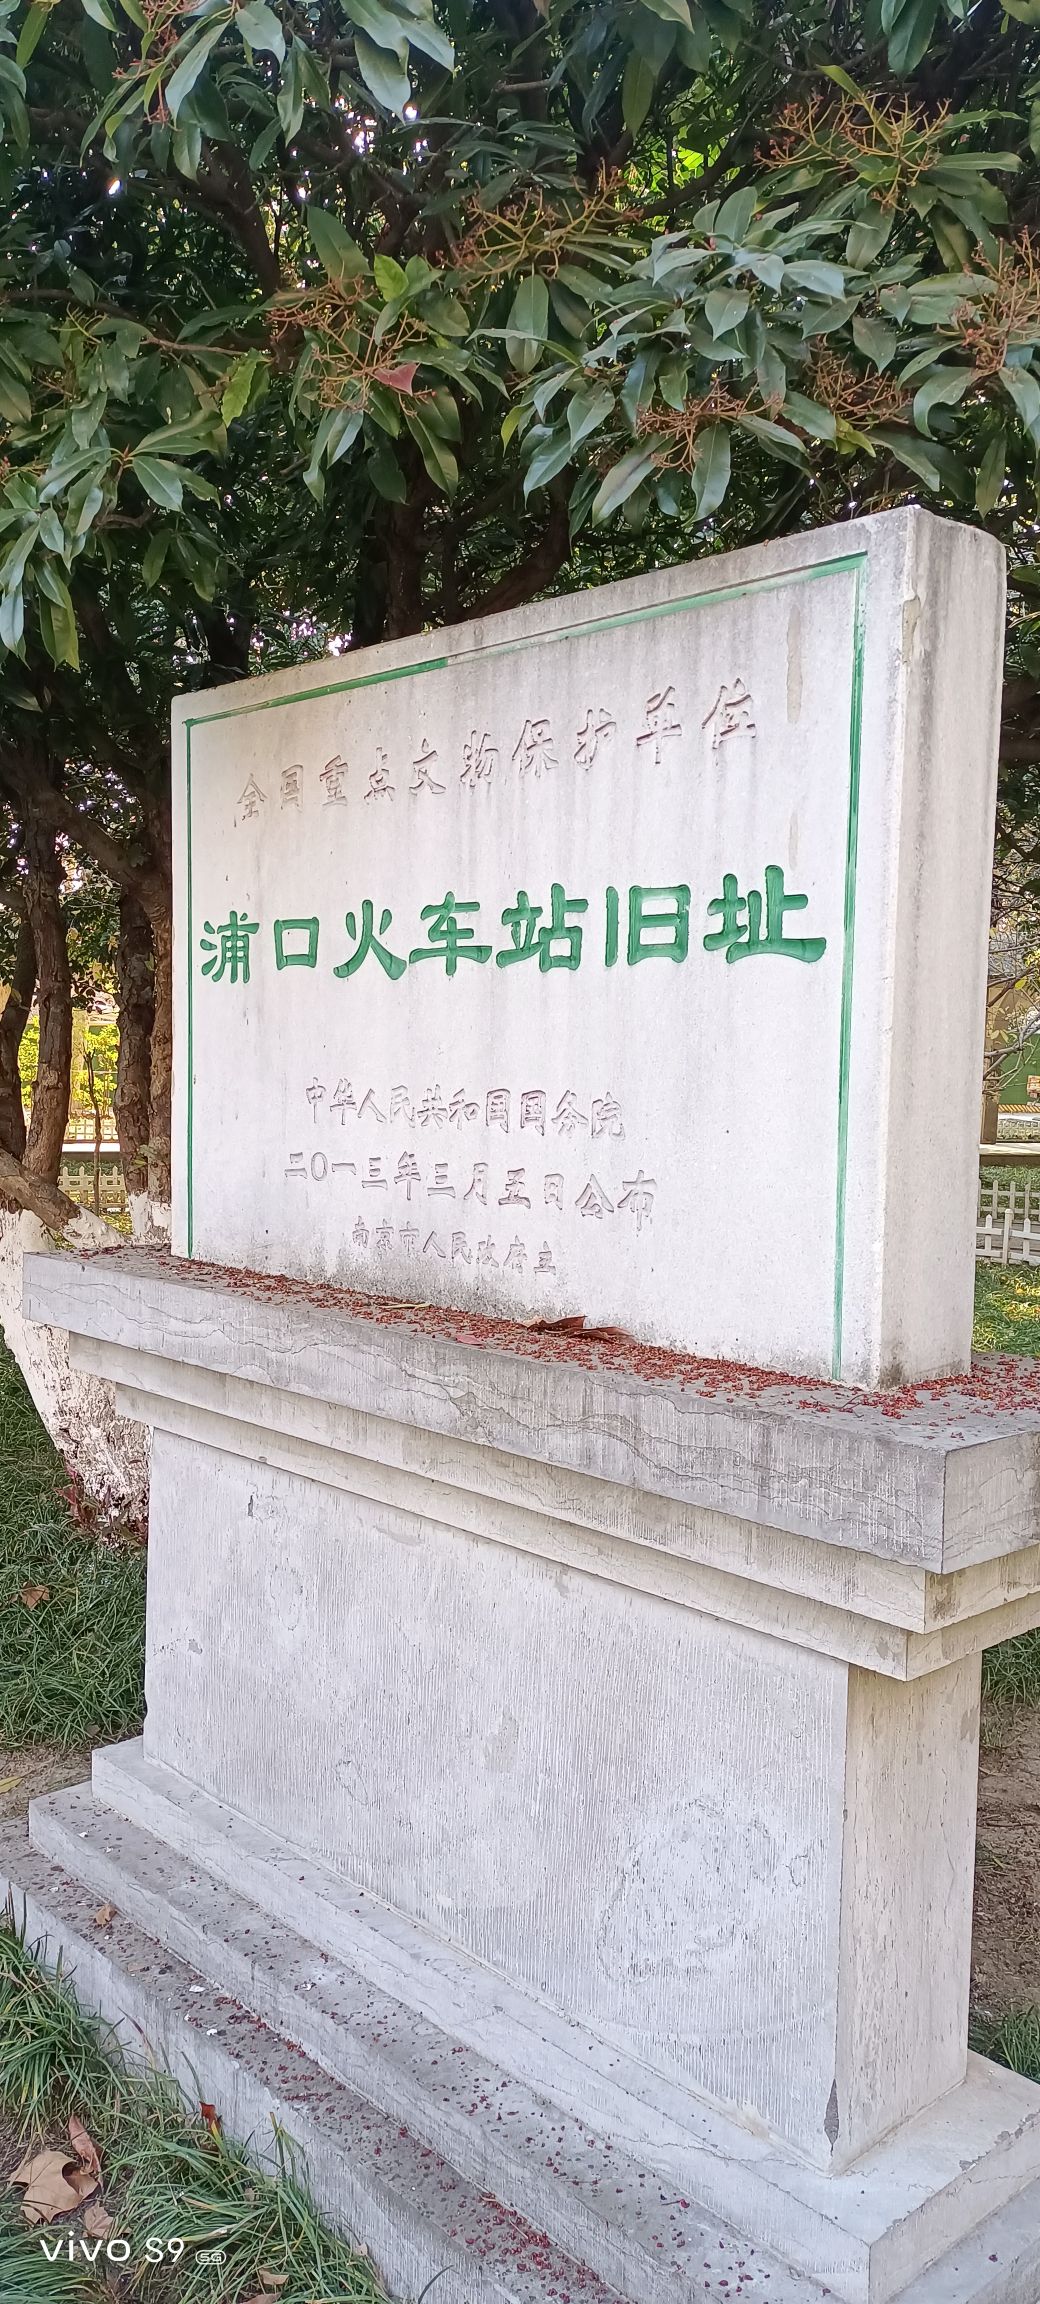 全国重点文物保护单位
浦口火车站旧址
中华人民共和国国务院
二〇一三年三月五日公布
南京市人民政府立
vivo S9 5G